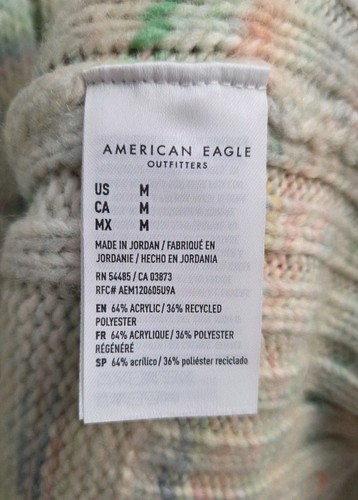 AMERICAN EAGLE
OUTFITTERS
US M
CA M
MX M
MADE IN JORDAN / FABRIQUÉ EN
JORDANIE / HECHO EN JORDANIA
RN 54485 / CA 03873
RFC# AEM120605U9A
EN 64% ACRYLIC / 36% RECYCLED
POLYESTER
FR 64% ACRYLIQUE / 36% POLYESTER
RÉGÉNÉRÉ
SP 64% acrílico / 36% poliéster reciclado